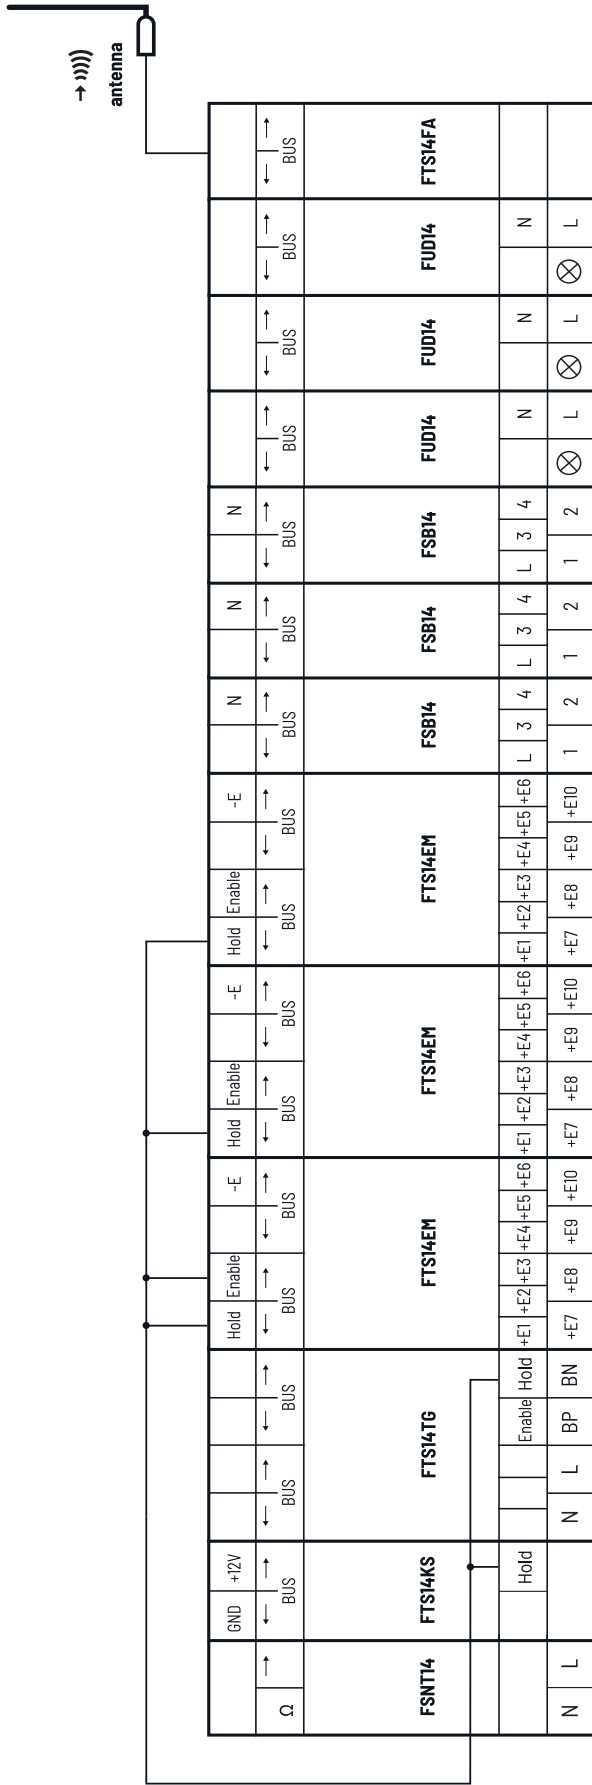 antenna
GND +12V Hold Enable -E Hold Enable -E Hold Enable -E N N N
Ω BUS BUS BUS BUS BUS BUS BUS BUS BUS BUS BUS BUS BUS BUS BUS BUS
FSNT14 FTS14KS FTS14TG FTS14EM FTS14EM FTS14EM FSB14 FSB14 FSB14 FUD14 FUD14 FUD14 FTS14FA
Hold Enable Hold +E1 +E2 +E3 +E4 +E5 +E6 +E1 +E2 +E3 +E4 +E5 +E6 +E1 +E2 +E3 +E4 +E5 +E6 L 3 4 L 3 4 L 3 4 N N N
N L N L BP BN +E7 +E8 +E9 +E10 +E7 +E8 +E9 +E10 +E7 +E8 +E9 +E10 1 2 1 2 1 2 L L L